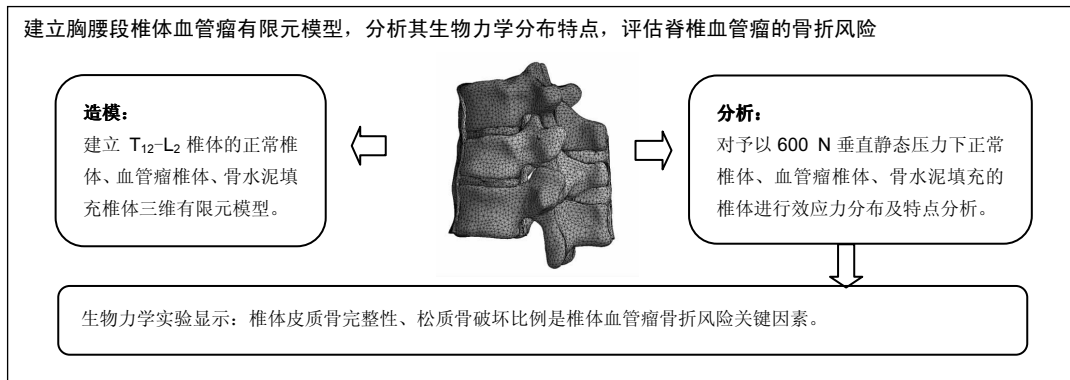 建立胸腰段椎体血管瘤有限元模型，分析其生物力学分布特点，评估脊椎血管瘤的骨折风险
造模：
建立 T₁₂-L₂ 椎体的正常椎
体、血管瘤椎体、骨水泥填
充椎体三维有限元模型。
分析：
对予以 600 N 垂直静态压力下正常
椎体、血管瘤椎体、骨水泥填充的
椎体进行效应力分布及特点分析。
生物力学实验显示：椎体皮质骨完整性、松质骨破坏比例是椎体血管瘤骨折风险关键因素。